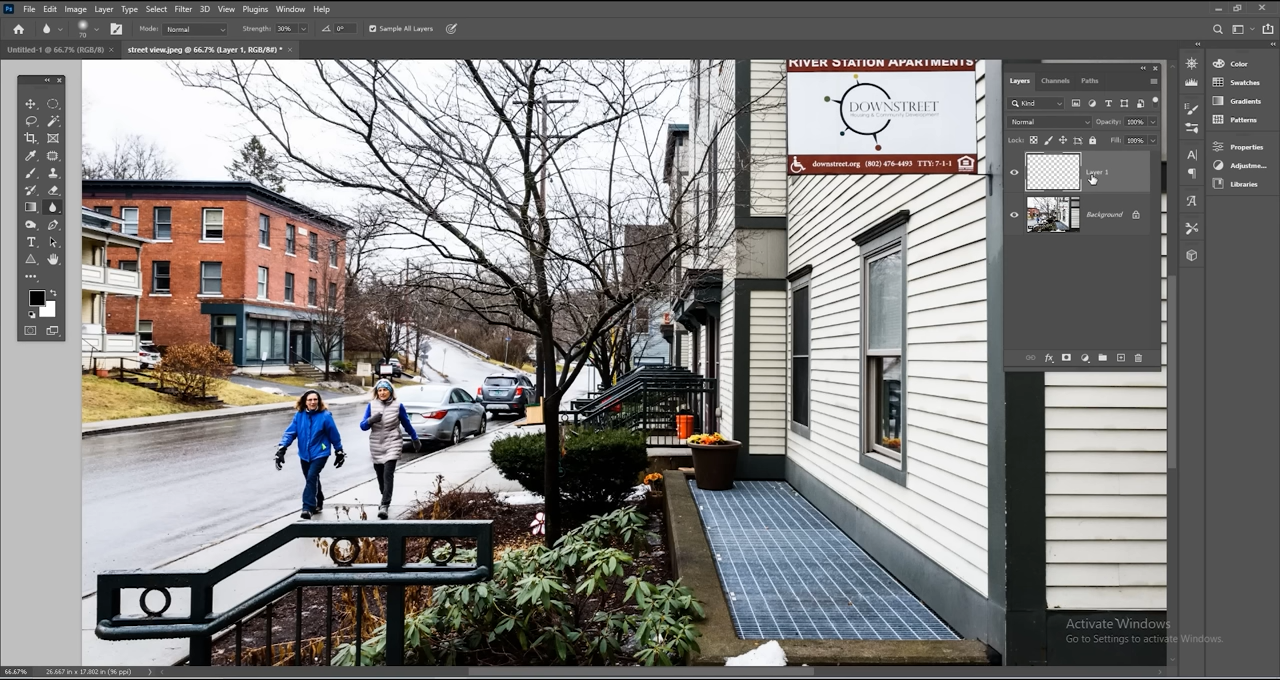 Ps File Edit Image Layer Type Select Filter 3D View Plugins Window Help
70 Mode: Normal Strength: 30% 0° Sample All Layers
Untitled-1 @ 66.7% (RGB/8) × street view.jpeg @ 66.7% (Layer 1, RGB/8#) * ×
RIVER STATION APARTMENTS
DOWNSTREET
Housing & Community Development
downstreet.org (802) 476-4493 TTY: 7-1-1
Layers Channels Paths
Kind
Normal Opacity: 100%
Lock: Fill: 100%
Layer 1
Background
Color
Swatches
Gradients
Patterns
Properties
Adjustme...
Libraries
Activate Windows
Go to Settings to activate Windows.
66.67% 26.667 in x 17.802 in (96 ppi)